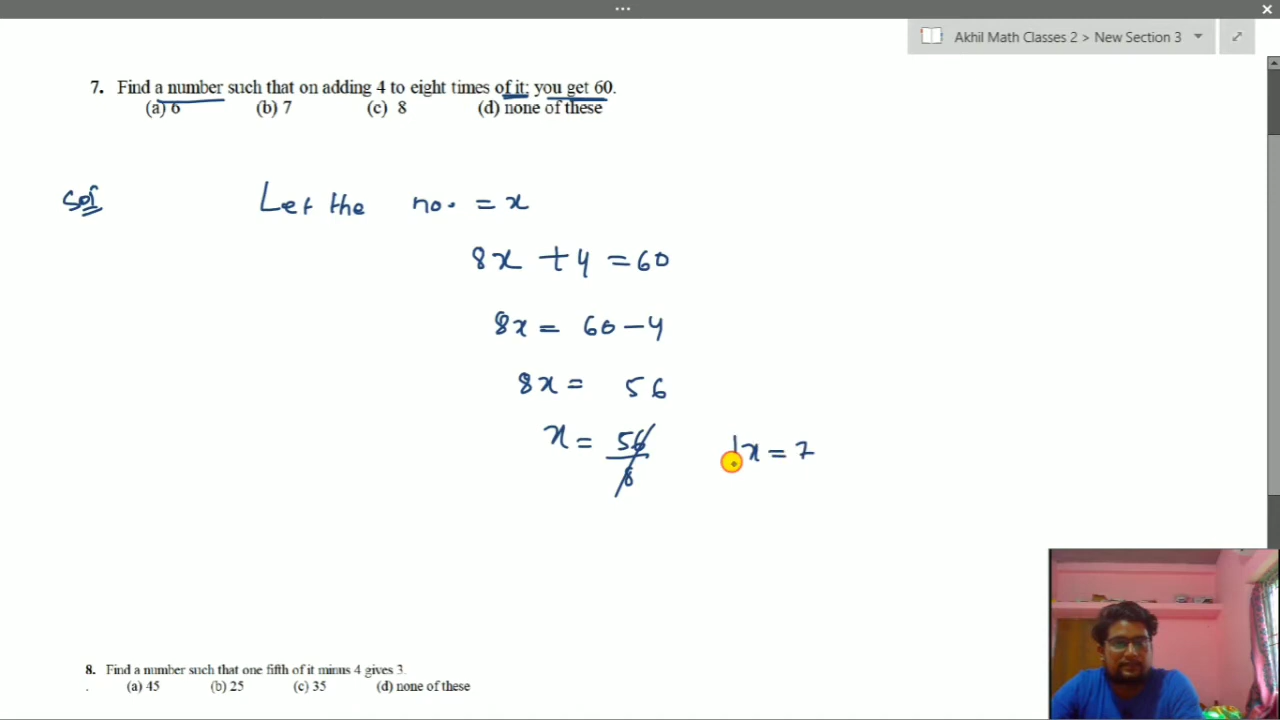 Akhil Math Classes 2 > New Section 3
7. Find a number such that on adding 4 to eight times of it; you get 60.
(a) 6 (b) 7 (c) 8 (d) none of these
Sol Let the no. = x
8x + 4 = 60
8x = 60 - 4
8x = 56
x = 56/8 x = 7
8. Find a number such that one fifth of it minus 4 gives 3.
(a) 45 (b) 25 (c) 35 (d) none of these